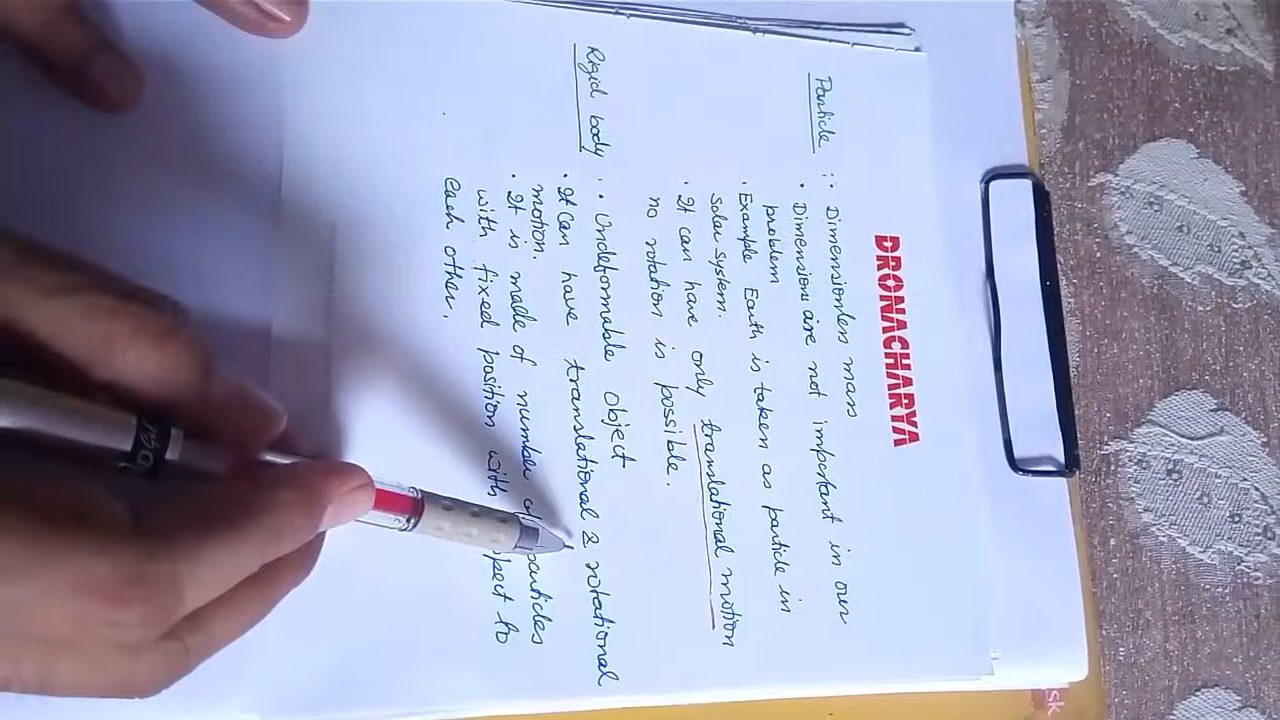 DRONACHARYA
Particle :· Dimensionless mass
· Dimensions are not important in our
problem
· Example Earth is taken as particle in
solar system.
· It can have only translational motion
no rotation is possible.
Rigid body :· Undeformable object
· It can have translational & rotational
motion.
· It is made of number of particles
with fixed position with to
each other.